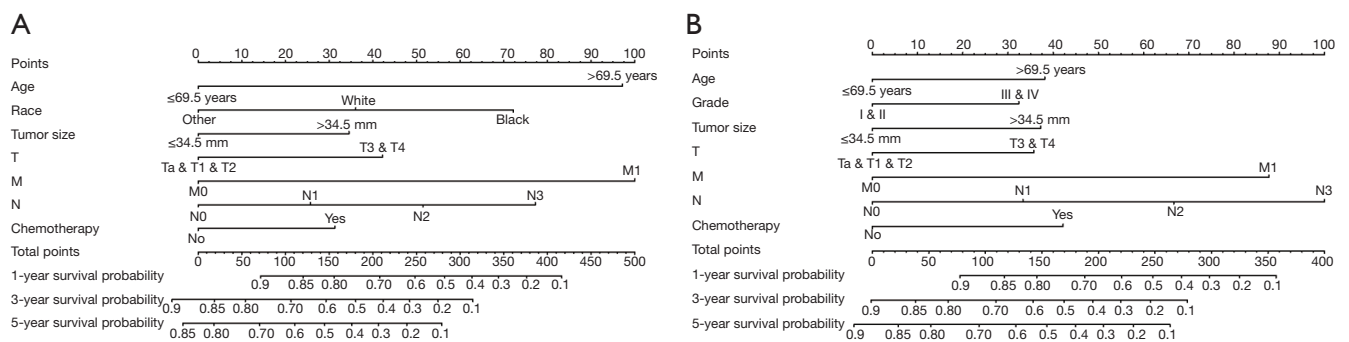 A
Points
0 10 20 30 40 50 60 70 80 90 100
Age
≤69.5 years >69.5 years
Race
Other White Black
Tumor size
≤34.5 mm >34.5 mm
T
Ta & T1 & T2 T3 & T4
M
M0 M1
N
N0 N1 N2 N3
Chemotherapy
No Yes
Total points
0 50 100 150 200 250 300 350 400 450 500
1-year survival probability
0.9 0.85 0.80 0.70 0.6 0.5 0.4 0.3 0.2 0.1
3-year survival probability
0.9 0.85 0.80 0.70 0.6 0.5 0.4 0.3 0.2 0.1
5-year survival probability
0.85 0.80 0.70 0.6 0.5 0.4 0.3 0.2 0.1
B
Points
0 10 20 30 40 50 60 70 80 90 100
Age
≤69.5 years >69.5 years
Grade
I & II III & IV
Tumor size
≤34.5 mm >34.5 mm
T
Ta & T1 & T2 T3 & T4
M
M0 M1
N
N0 N1 N2 N3
Chemotherapy
No Yes
Total points
0 50 100 150 200 250 300 350 400
1-year survival probability
0.9 0.85 0.80 0.70 0.6 0.5 0.4 0.3 0.2 0.1
3-year survival probability
0.9 0.85 0.80 0.70 0.6 0.5 0.4 0.3 0.2 0.1
5-year survival probability
0.9 0.85 0.80 0.70 0.6 0.5 0.4 0.3 0.2 0.1